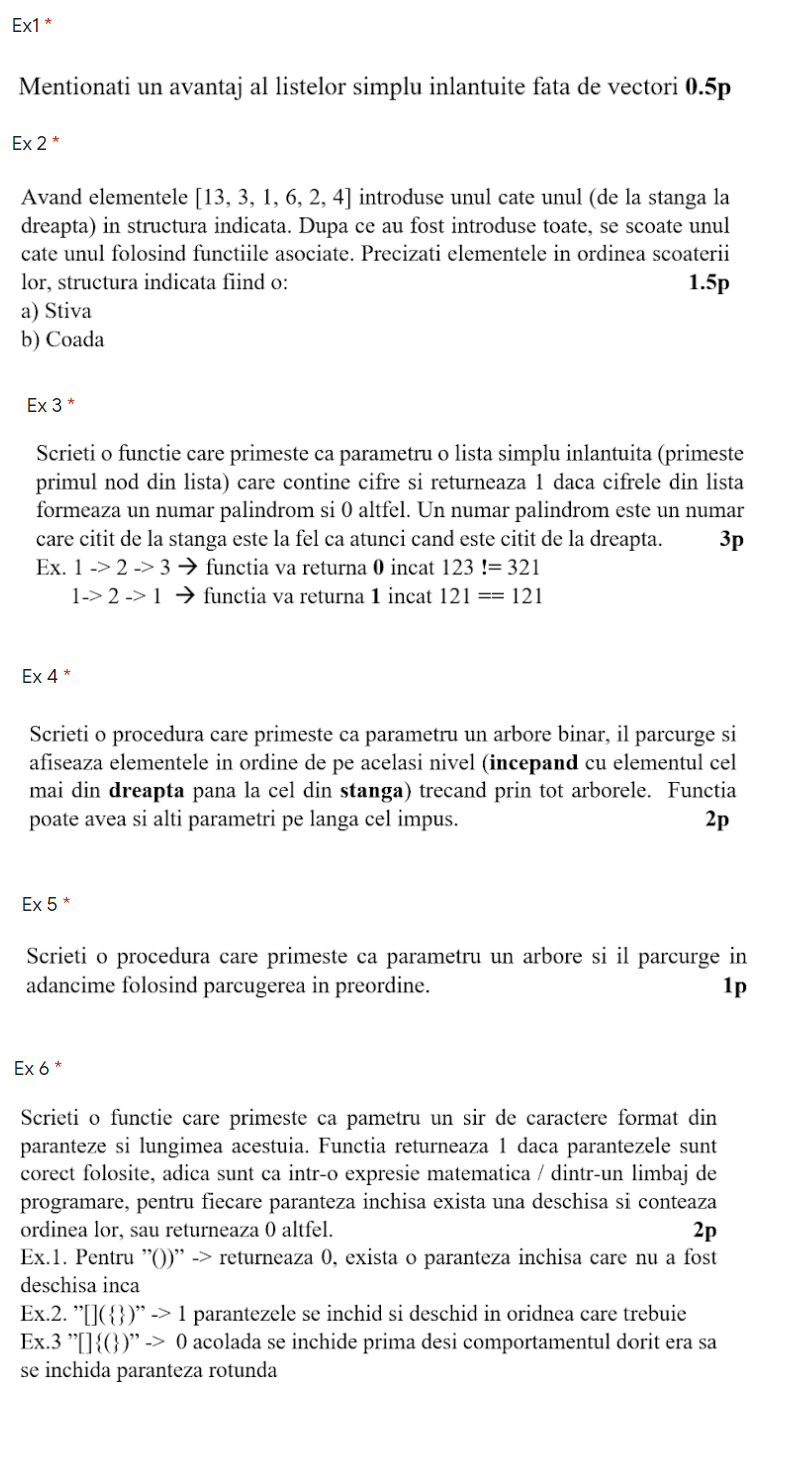 Ex1 *
Mentionati un avantaj al listelor simplu inlantuite fata de vectori 0.5p
Ex 2 *
Avand elementele [13, 3, 1, 6, 2, 4] introduse unul cate unul (de la stanga la
dreapta) in structura indicata. Dupa ce au fost introduse toate, se scoate unul
cate unul folosind functiile asociate. Precizati elementele in ordinea scoaterii
lor, structura indicata fiind o: 1.5p
a) Stiva
b) Coada
Ex 3 *
Scrieti o functie care primeste ca parametru o lista simplu inlantuita (primeste
primul nod din lista) care contine cifre si returneaza 1 daca cifrele din lista
formeaza un numar palindrom si 0 altfel. Un numar palindrom este un numar
care citit de la stanga este la fel ca atunci cand este citit de la dreapta. 3p
Ex. 1 -> 2 -> 3 → functia va returna 0 incat 123 != 321
1-> 2 -> 1 → functia va returna 1 incat 121 == 121
Ex 4 *
Scrieti o procedura care primeste ca parametru un arbore binar, il parcurge si
afiseaza elementele in ordine de pe acelasi nivel (incepand cu elementul cel
mai din dreapta pana la cel din stanga) trecand prin tot arborele. Functia
poate avea si alti parametri pe langa cel impus. 2p
Ex 5 *
Scrieti o procedura care primeste ca parametru un arbore si il parcurge in
adancime folosind parcugerea in preordine. 1p
Ex 6 *
Scrieti o functie care primeste ca pametru un sir de caractere format din
paranteze si lungimea acestuia. Functia returneaza 1 daca parantezele sunt
corect folosite, adica sunt ca intr-o expresie matematica / dintr-un limbaj de
programare, pentru fiecare paranteza inchisa exista una deschisa si conteaza
ordinea lor, sau returneaza 0 altfel. 2p
Ex.1. Pentru ”())” -> returneaza 0, exista o paranteza inchisa care nu a fost
deschisa inca
Ex.2. ”[]({})” -> 1 parantezele se inchid si deschid in oridnea care trebuie
Ex.3 ”[]{(})” -> 0 acolada se inchide prima desi comportamentul dorit era sa
se inchida paranteza rotunda